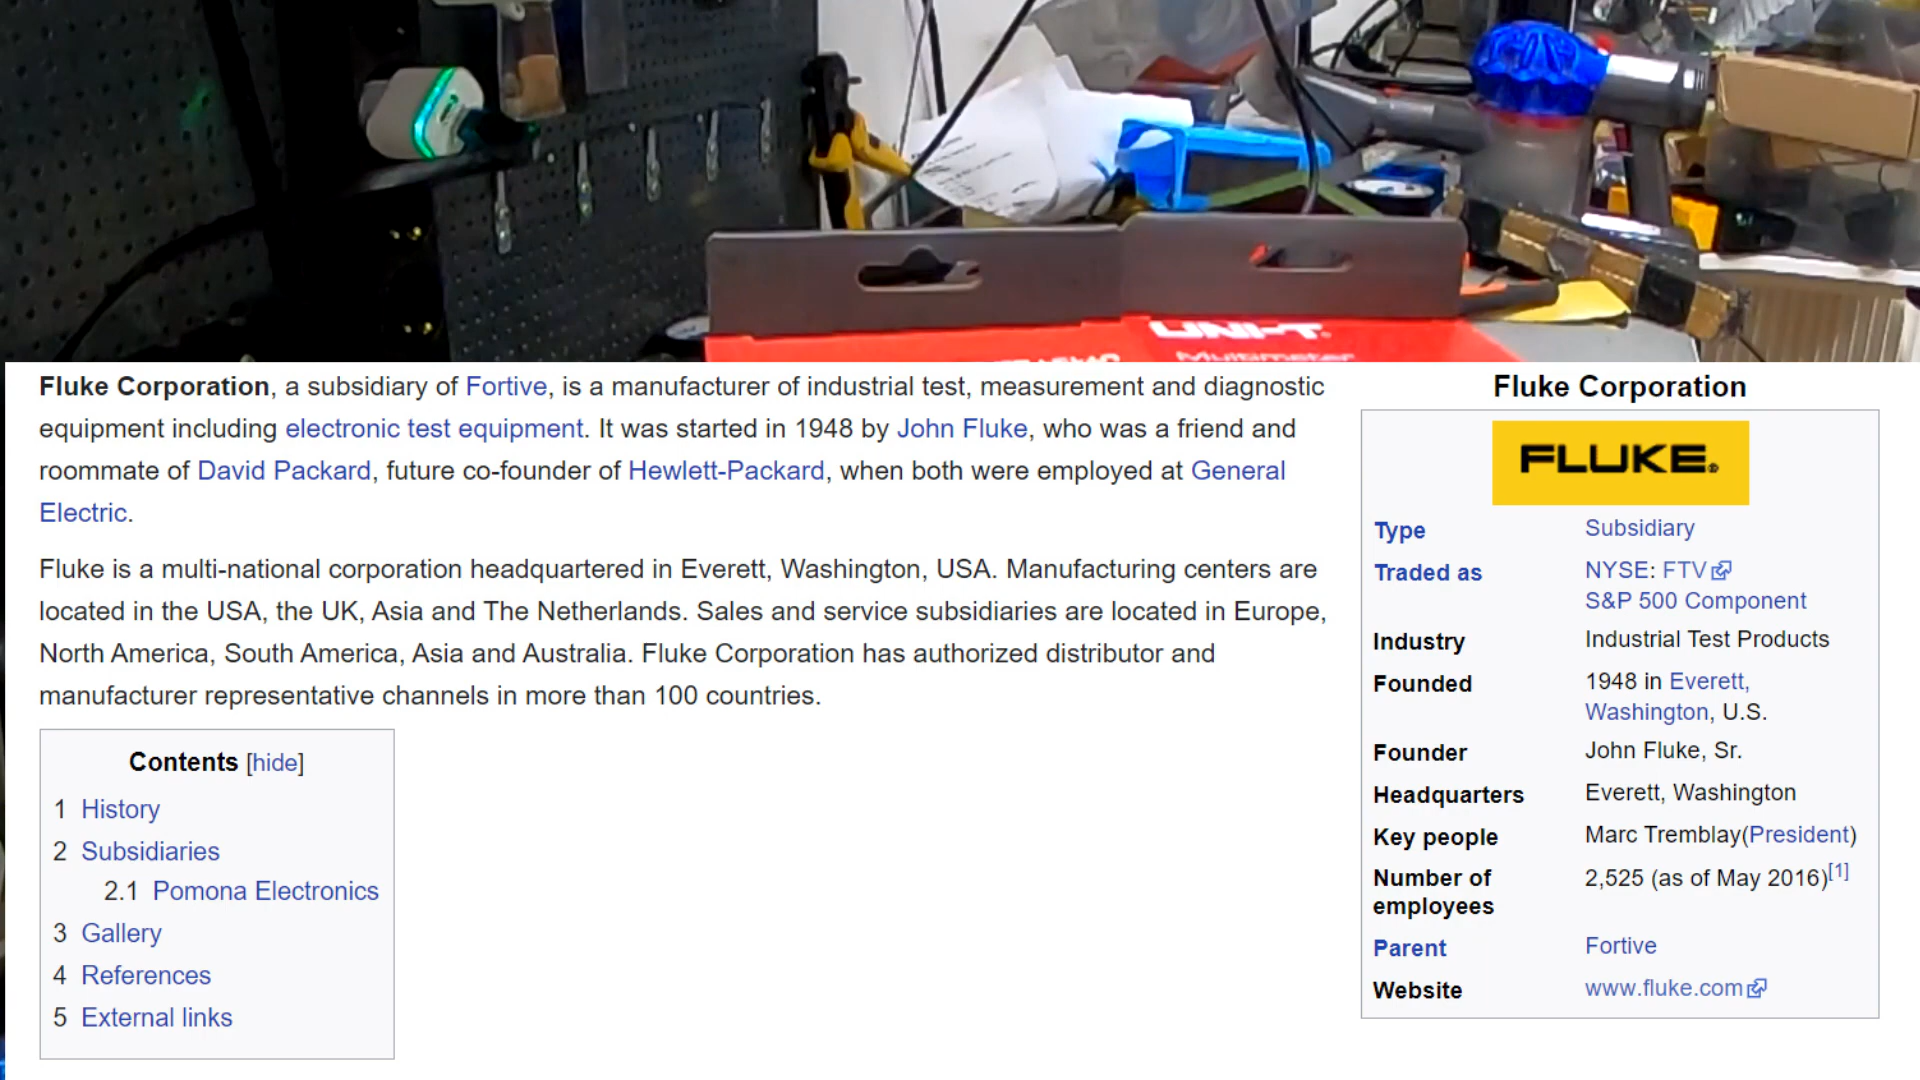 UNI-T
Multimeter
Fluke Corporation, a subsidiary of Fortive, is a manufacturer of industrial test, measurement and diagnostic
equipment including electronic test equipment. It was started in 1948 by John Fluke, who was a friend and
roommate of David Packard, future co-founder of Hewlett-Packard, when both were employed at General
Electric.
Fluke is a multi-national corporation headquartered in Everett, Washington, USA. Manufacturing centers are
located in the USA, the UK, Asia and The Netherlands. Sales and service subsidiaries are located in Europe,
North America, South America, Asia and Australia. Fluke Corporation has authorized distributor and
manufacturer representative channels in more than 100 countries.
Contents [hide]
1 History
2 Subsidiaries
2.1 Pomona Electronics
3 Gallery
4 References
5 External links
Fluke Corporation
FLUKE®
Type Subsidiary
Traded as NYSE: FTV
S&P 500 Component
Industry Industrial Test Products
Founded 1948 in Everett,
Washington, U.S.
Founder John Fluke, Sr.
Headquarters Everett, Washington
Key people Marc Tremblay(President)
Number of employees 2,525 (as of May 2016)[1]
Parent Fortive
Website www.fluke.com